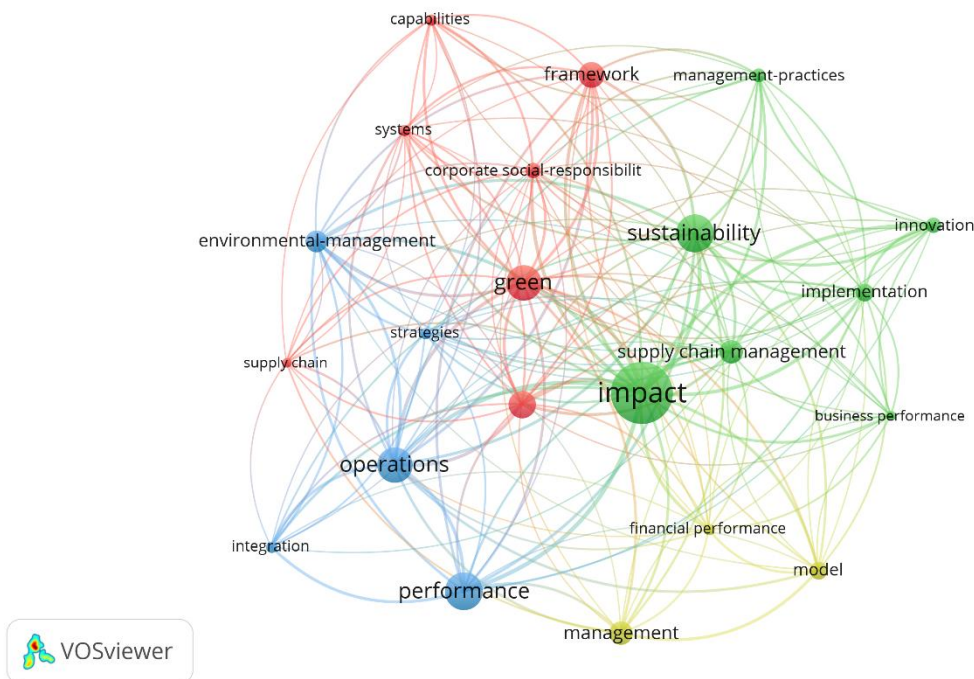 capabilities
framework
management-practices
systems
corporate social-responsibilit
innovation
sustainability
environmental-management
green
implementation
strategies
supply chain management
supply chain
impact
business performance
operations
financial performance
integration
model
performance
management
VOSviewer